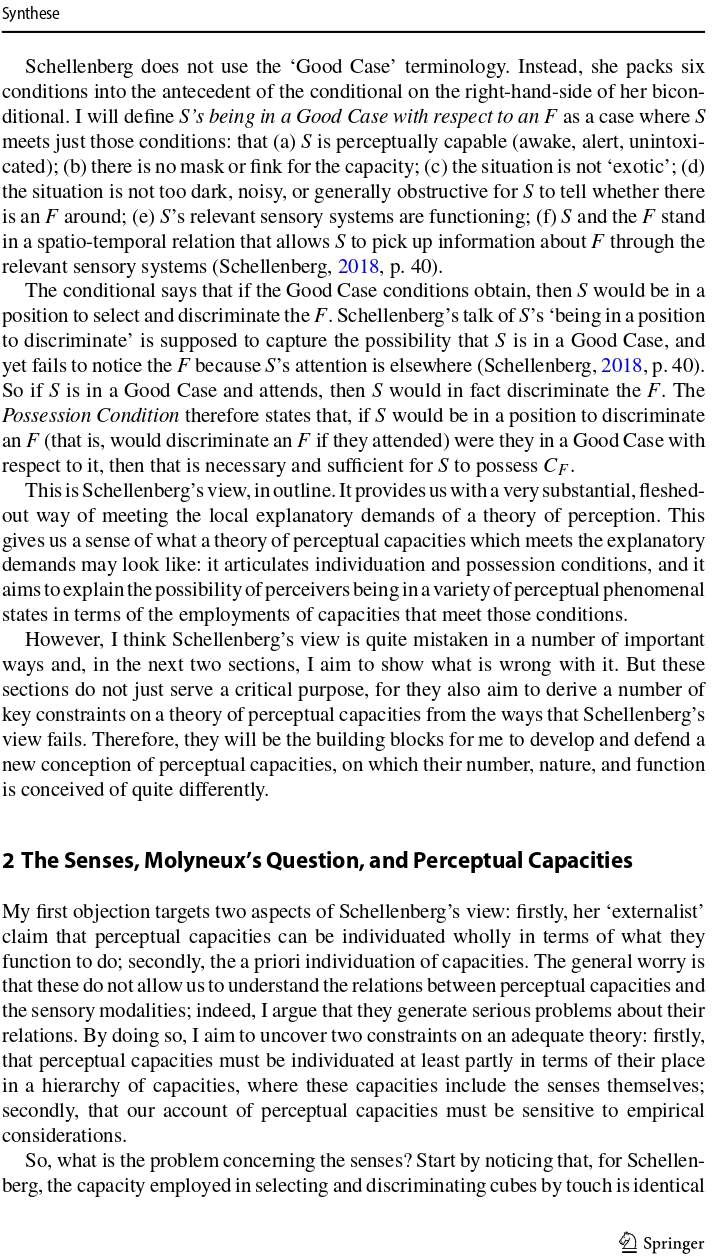 Synthese
Schellenberg does not use the ‘Good Case’ terminology. Instead, she packs six
conditions into the antecedent of the conditional on the right-hand-side of her bicon-
ditional. I will define S’s being in a Good Case with respect to an F as a case where S
meets just those conditions: that (a) S is perceptually capable (awake, alert, unintoxi-
cated); (b) there is no mask or fink for the capacity; (c) the situation is not ‘exotic’; (d)
the situation is not too dark, noisy, or generally obstructive for S to tell whether there
is an F around; (e) S’s relevant sensory systems are functioning; (f) S and the F stand
in a spatio-temporal relation that allows S to pick up information about F through the
relevant sensory systems (Schellenberg, 2018, p. 40).
The conditional says that if the Good Case conditions obtain, then S would be in a
position to select and discriminate the F. Schellenberg’s talk of S’s ‘being in a position
to discriminate’ is supposed to capture the possibility that S is in a Good Case, and
yet fails to notice the F because S’s attention is elsewhere (Schellenberg, 2018, p. 40).
So if S is in a Good Case and attends, then S would in fact discriminate the F. The
Possession Condition therefore states that, if S would be in a position to discriminate
an F (that is, would discriminate an F if they attended) were they in a Good Case with
respect to it, then that is necessary and sufficient for S to possess C_F.
This is Schellenberg’s view, in outline. It provides us with a very substantial, fleshed-
out way of meeting the local explanatory demands of a theory of perception. This
gives us a sense of what a theory of perceptual capacities which meets the explanatory
demands may look like: it articulates individuation and possession conditions, and it
aims to explain the possibility of perceivers being in a variety of perceptual phenomenal
states in terms of the employments of capacities that meet those conditions.
However, I think Schellenberg’s view is quite mistaken in a number of important
ways and, in the next two sections, I aim to show what is wrong with it. But these
sections do not just serve a critical purpose, for they also aim to derive a number of
key constraints on a theory of perceptual capacities from the ways that Schellenberg’s
view fails. Therefore, they will be the building blocks for me to develop and defend a
new conception of perceptual capacities, on which their number, nature, and function
is conceived of quite differently.
2 The Senses, Molyneux’s Question, and Perceptual Capacities
My first objection targets two aspects of Schellenberg’s view: firstly, her ‘externalist’
claim that perceptual capacities can be individuated wholly in terms of what they
function to do; secondly, the a priori individuation of capacities. The general worry is
that these do not allow us to understand the relations between perceptual capacities and
the sensory modalities; indeed, I argue that they generate serious problems about their
relations. By doing so, I aim to uncover two constraints on an adequate theory: firstly,
that perceptual capacities must be individuated at least partly in terms of their place
in a hierarchy of capacities, where these capacities include the senses themselves;
secondly, that our account of perceptual capacities must be sensitive to empirical
considerations.
So, what is the problem concerning the senses? Start by noticing that, for Schellen-
berg, the capacity employed in selecting and discriminating cubes by touch is identical
Springer